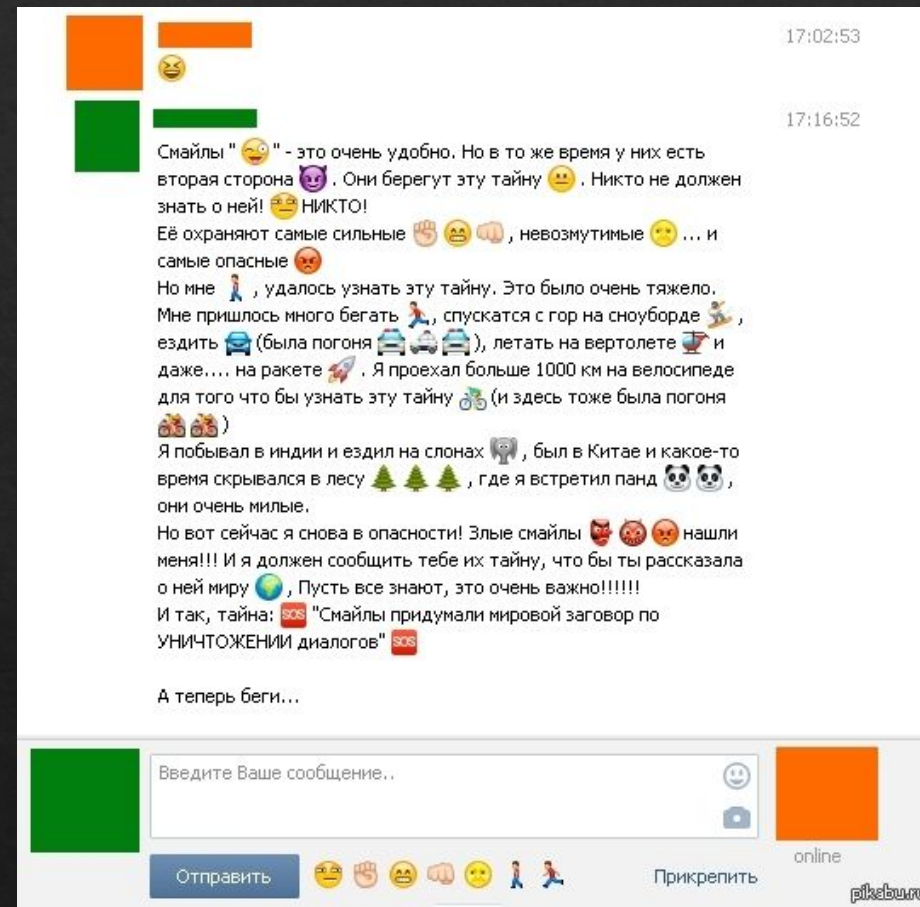 17:02:53
😆
17:16:52
Смайлы " 😜 " - это очень удобно. Но в то же время у них есть
вторая сторона 😈 . Они берегут эту тайну 😐 . Никто не должен
знать о ней! 😒 НИКТО!
Её охраняют самые сильные ✊ 😁 👊 , невозмутимые 😶 ... и
самые опасные 😡
Но мне 🚶 , удалось узнать эту тайну. Это было очень тяжело.
Мне пришлось много бегать 🏃 , спускатся с гор на сноуборде 🏂 ,
ездить 🚘 (была погоня 🚔 🚓 🚔 ), летать на вертолете 🚁 и
даже.... на ракете 🚀 . Я проехал больше 1000 км на велосипеде
для того что бы узнать эту тайну 🚴 (и здесь тоже была погоня
🚵 🚵 )
Я побывал в индии и ездил на слонах 🐘 , был в Китае и какое-то
время скрывался в лесу 🌲 🌲 🌲 , где я встретил панд 🐼 🐼 ,
они очень милые.
Но вот сейчас я снова в опасности! Злые смайлы 👺 👹 😡 нашли
меня!!! И я должен сообщить тебе их тайну, что бы ты рассказала
о ней миру 🌍 , Пусть все знают, это очень важно!!!!!!
И так, тайна: 🆘 "Смайлы придумали мировой заговор по
УНИЧТОЖЕНИИ диалогов" 🆘
А теперь беги...
Введите Ваше сообщение..
online
Отправить 😒 ✊ 😁 👊 😶 🚶 🏃 Прикрепить
pikabu.ru